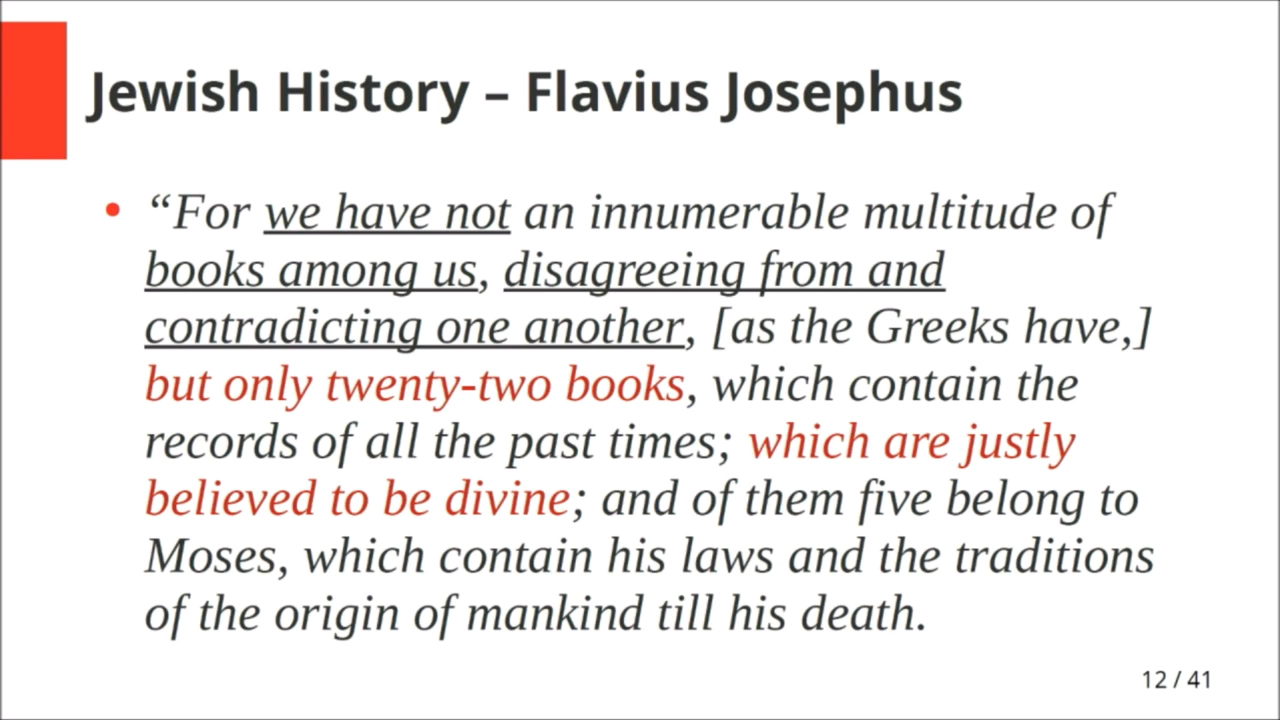 Jewish History – Flavius Josephus
• “For we have not an innumerable multitude of
books among us, disagreeing from and
contradicting one another, [as the Greeks have,]
but only twenty-two books, which contain the
records of all the past times; which are justly
believed to be divine; and of them five belong to
Moses, which contain his laws and the traditions
of the origin of mankind till his death.
12 / 41